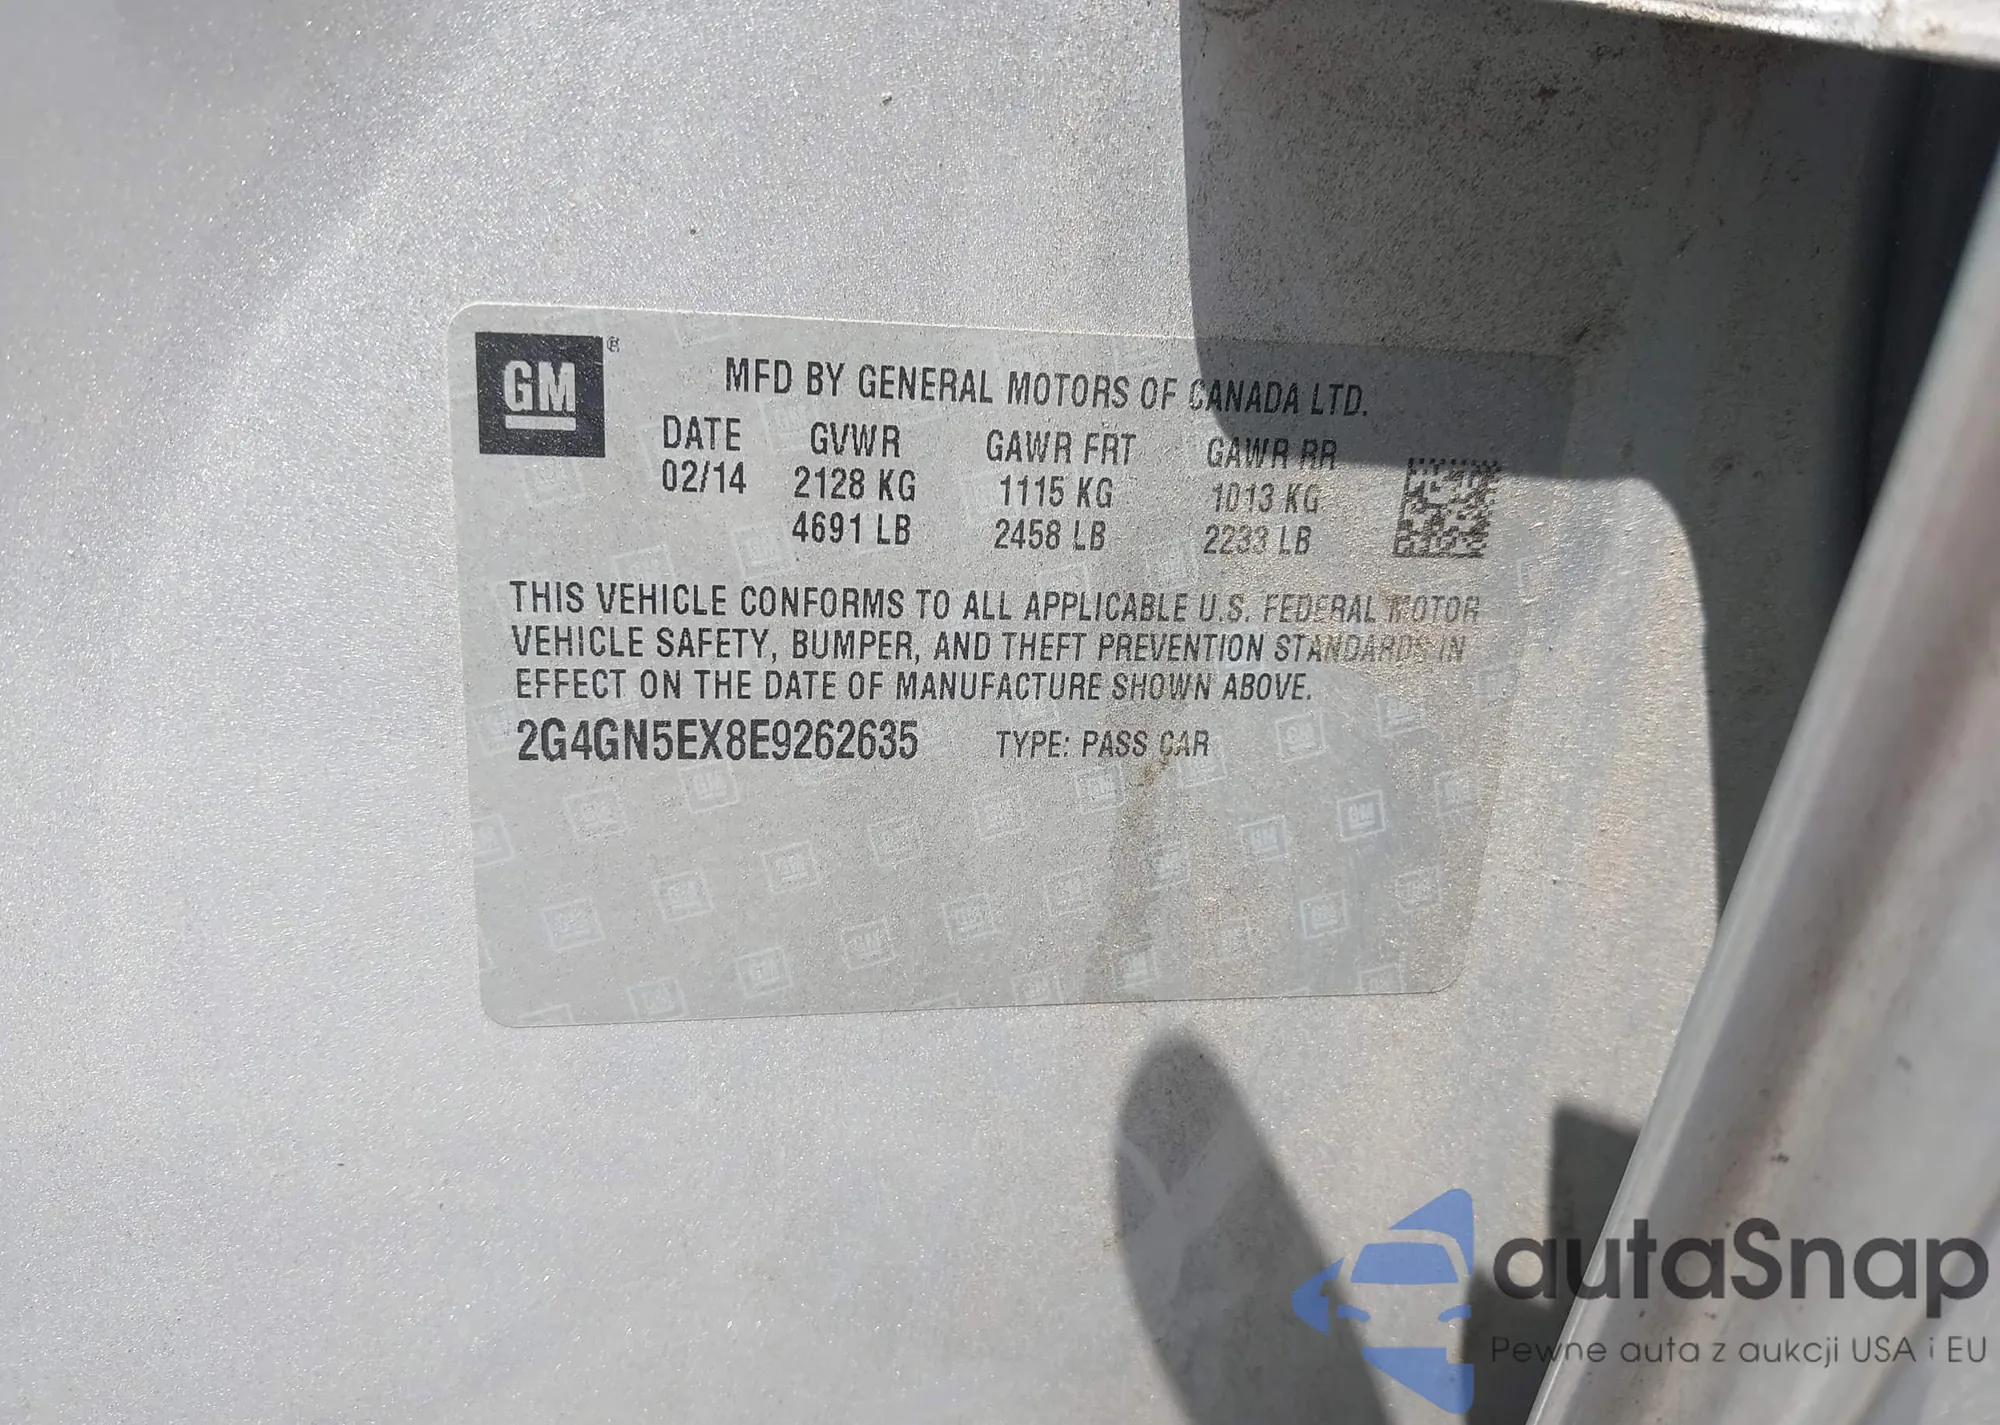 GM ®
MFD BY GENERAL MOTORS OF CANADA LTD.
DATE GVWR GAWR FRT GAWR RR
02/14 2128 KG 1115 KG 1013 KG
4691 LB 2458 LB 2233 LB
THIS VEHICLE CONFORMS TO ALL APPLICABLE U.S. FEDERAL MOTOR
VEHICLE SAFETY, BUMPER, AND THEFT PREVENTION STANDARDS IN
EFFECT ON THE DATE OF MANUFACTURE SHOWN ABOVE.
2G4GN5EX8E9262635 TYPE: PASS CAR
autaSnap
Pewne auta z aukcji USA i EU